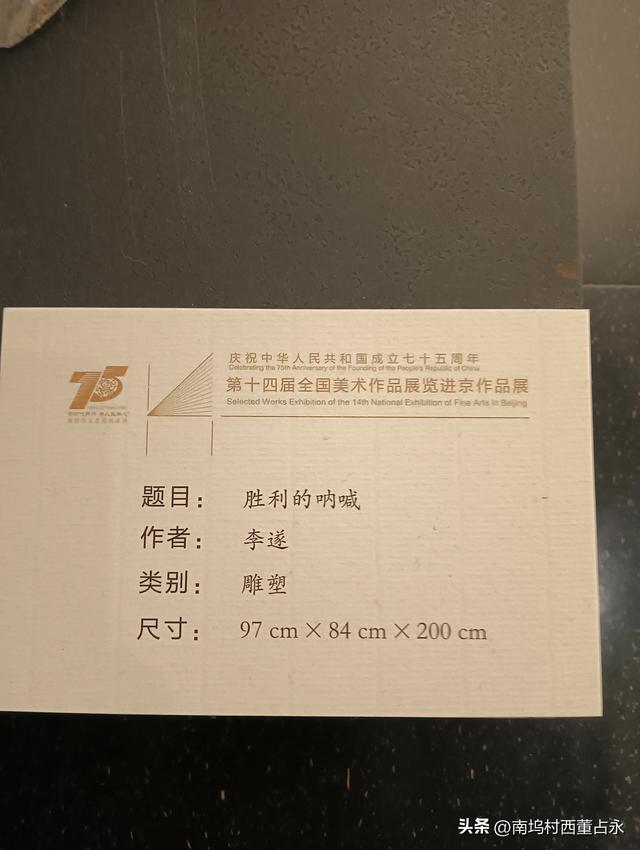 庆祝中华人民共和国成立七十五周年
Celebrating the 75th Anniversary of the Founding of the People's Republic of China
第十四届全国美术作品展览进京作品展
Selected Works Exhibition of the 14th National Exhibition of Fine Arts in Beijing
75
题目： 胜利的呐喊
作者： 李遂
类别： 雕塑
尺寸： 97 cm × 84 cm × 200 cm
头条 @南坞村西董占永